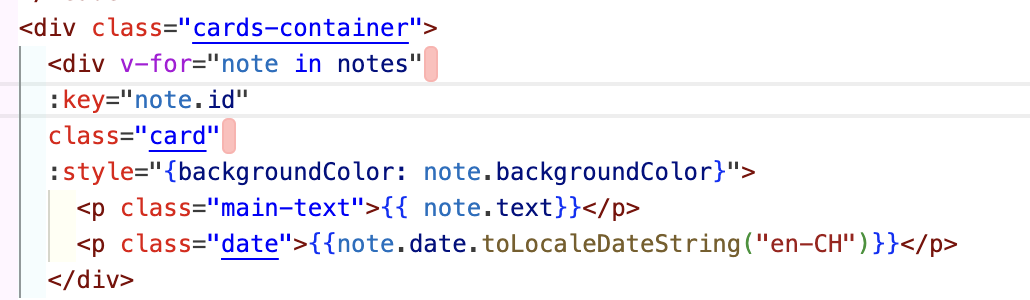 <div class="cards-container">
<div v-for="note in notes"
:key="note.id"
class="card"
:style="{backgroundColor: note.backgroundColor}">
<p class="main-text">{{ note.text}}</p>
<p class="date">{{note.date.toLocaleDateString("en-CH")}}</p>
</div>